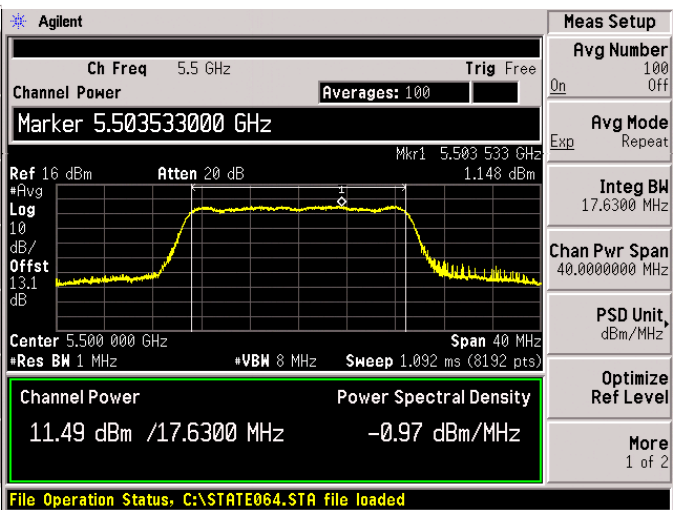 Agilent
Meas Setup
Ch Freq 5.5 GHz Trig Free
Channel Power Averages: 100
Marker 5.503533000 GHz
Mkr1 5.503 533 GHz
Ref 16 dBm Atten 20 dB 1.148 dBm
#Avg
Log
10
dB/
Offst
13.1
dB
1
Center 5.500 000 GHz Span 40 MHz
#Res BW 1 MHz #VBW 8 MHz Sweep 1.092 ms (8192 pts)
Channel Power Power Spectral Density
11.49 dBm /17.6300 MHz -0.97 dBm/MHz
File Operation Status, C:\STATE064.STA file loaded
Avg Number
100
On Off
Avg Mode
Exp Repeat
Integ BW
17.6300 MHz
Chan Pwr Span
40.0000000 MHz
PSD Unit
dBm/MHz
Optimize
Ref Level
More
1 of 2